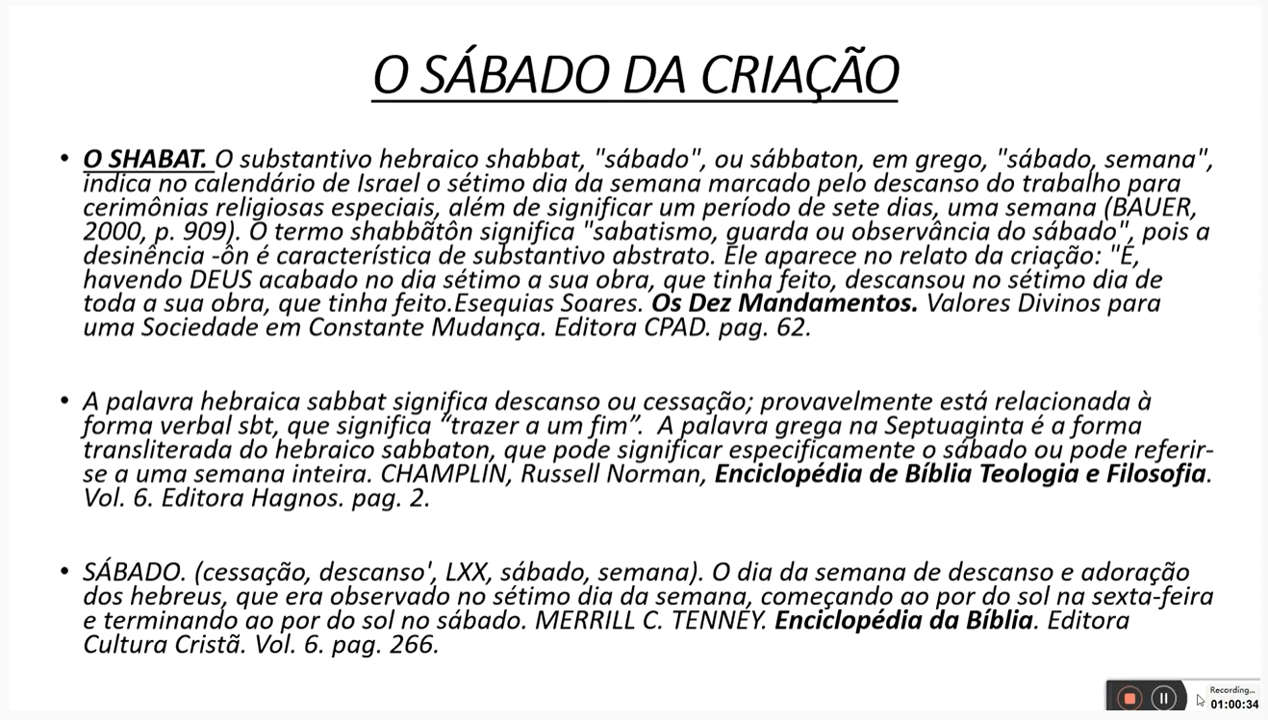 O SÁBADO DA CRIAÇÃO
• O SHABAT. O substantivo hebraico shabbat, "sábado", ou sábbaton, em grego, "sábado, semana",
indica no calendário de Israel o sétimo dia da semana marcado pelo descanso do trabalho para
cerimônias religiosas especiais, além de significar um período de sete dias, uma semana (BAUER,
2000, p. 909). O termo shabbãtôn significa "sabatismo, guarda ou observância do sábado", pois a
desinência -ôn é característica de substantivo abstrato. Ele aparece no relato da criação: "E,
havendo DEUS acabado no dia sétimo a sua obra, que tinha feito, descansou no sétimo dia de
toda a sua obra, que tinha feito.Esequias Soares. Os Dez Mandamentos. Valores Divinos para
uma Sociedade em Constante Mudança. Editora CPAD. pag. 62.
• A palavra hebraica sabbat significa descanso ou cessação; provavelmente está relacionada à
forma verbal sbt, que significa “trazer a um fim”. A palavra grega na Septuaginta é a forma
transliterada do hebraico sabbaton, que pode significar especificamente o sábado ou pode referir-
se a uma semana inteira. CHAMPLIN, Russell Norman, Enciclopédia de Bíblia Teologia e Filosofia.
Vol. 6. Editora Hagnos. pag. 2.
• SÁBADO. (cessação, descanso', LXX, sábado, semana). O dia da semana de descanso e adoração
dos hebreus, que era observado no sétimo dia da semana, começando ao por do sol na sexta-feira
e terminando ao por do sol no sábado. MERRILL C. TENNEY. Enciclopédia da Bíblia. Editora
Cultura Cristã. Vol. 6. pag. 266.
Recording...
01:00:34